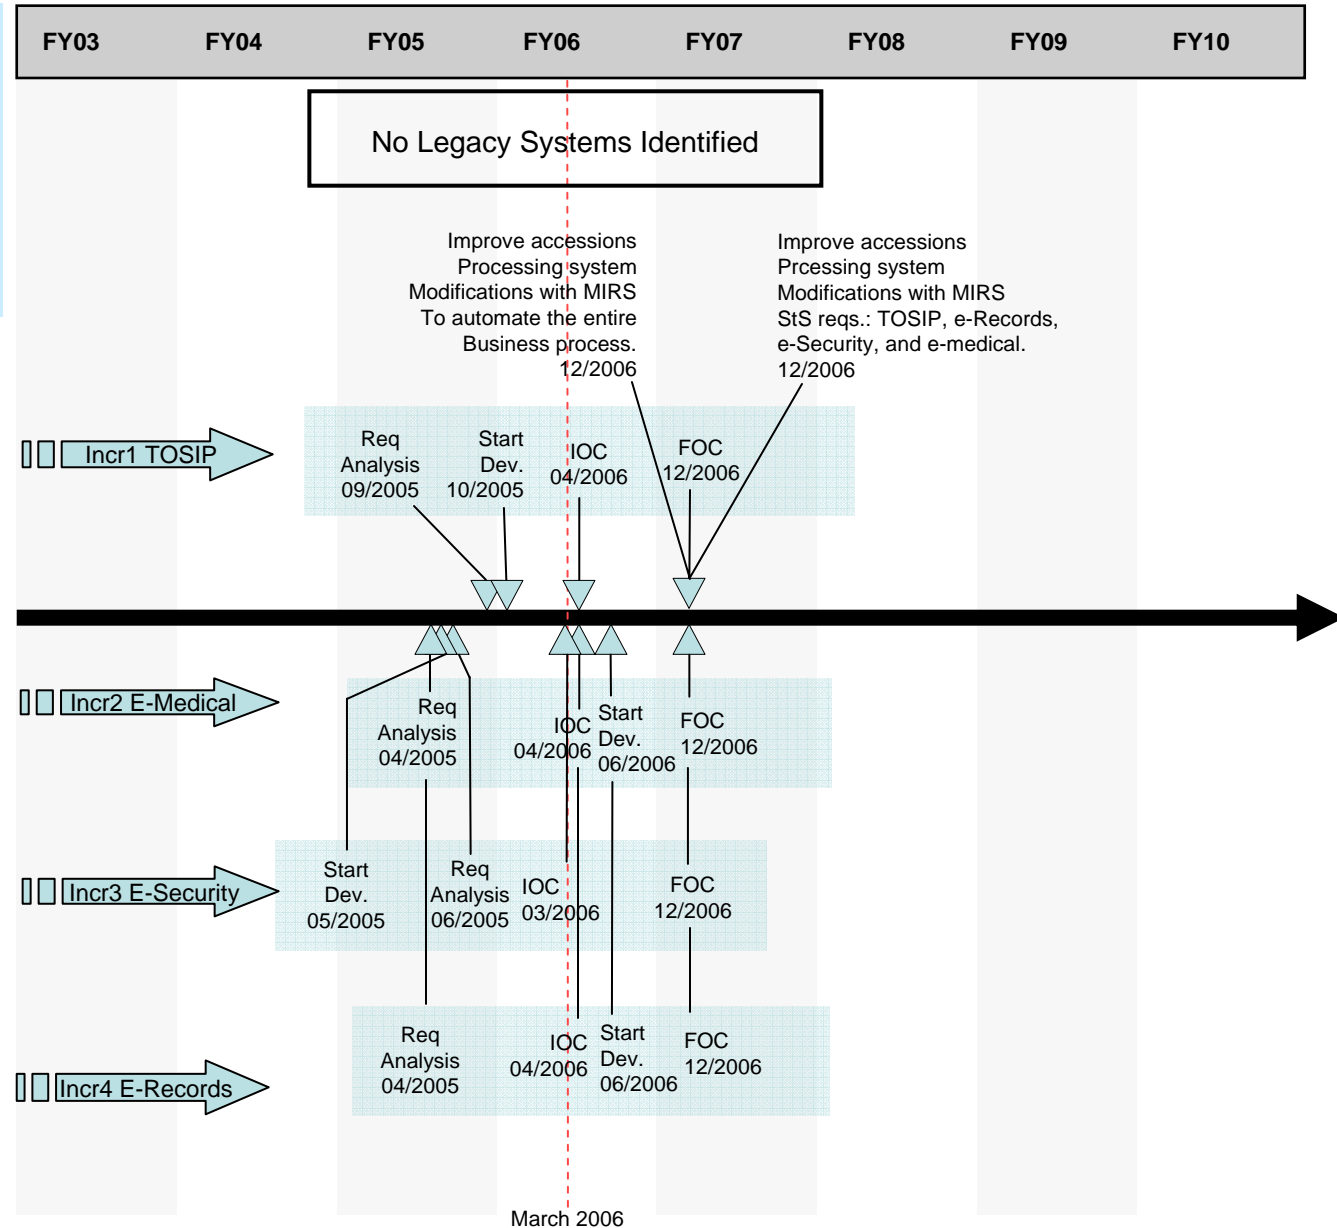 FY03 FY04 FY05 FY06 FY07 FY08 FY09 FY10
No Legacy Systems Identified
Improve accessions
Processing system
Modifications with MIRS
To automate the entire
Business process.
12/2006
Improve accessions
Prcessing system
Modifications with MIRS
StS reqs.: TOSIP, e-Records,
e-Security, and e-medical.
12/2006
Incr1 TOSIP
Req
Analysis
09/2005
Start
Dev.
10/2005
IOC
04/2006
FOC
12/2006
Incr2 E-Medical
Req
Analysis
04/2005
IOC
04/2006
Start
Dev.
06/2006
FOC
12/2006
Incr3 E-Security
Start
Dev.
05/2005
Req
Analysis
06/2005
IOC
03/2006
FOC
12/2006
Incr4 E-Records
Req
Analysis
04/2005
IOC
04/2006
Start
Dev.
06/2006
FOC
12/2006
March 2006